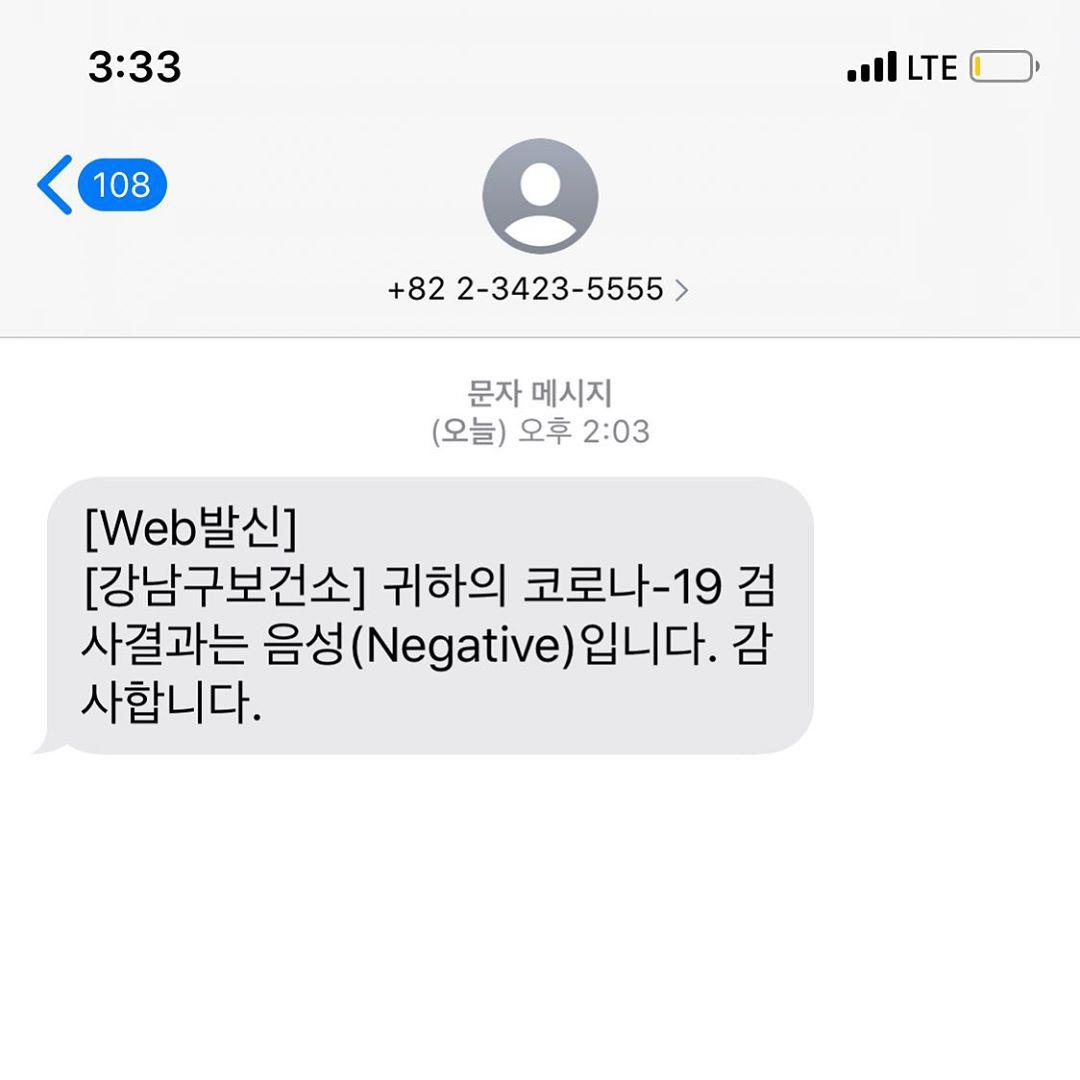 3:33 LTE
108
+82 2-3423-5555
문자 메시지
(오늘) 오후 2:03
[Web발신]
[강남구보건소] 귀하의 코로나-19 검
사결과는 음성(Negative)입니다. 감
사합니다.